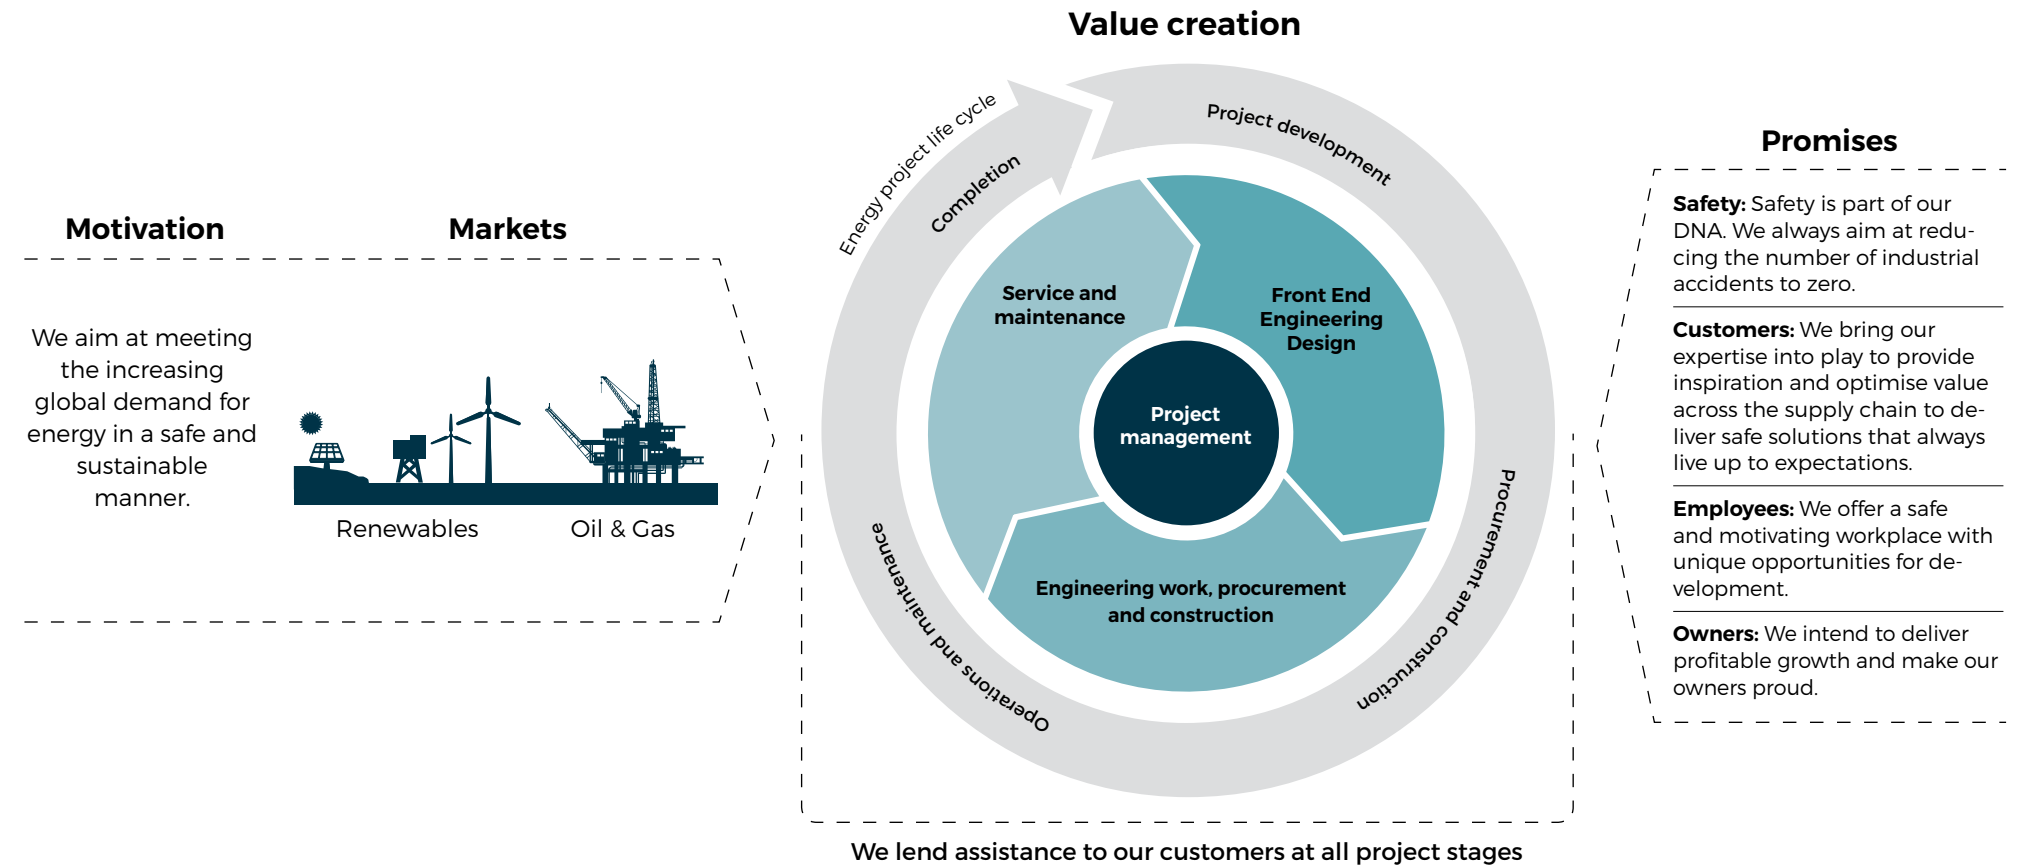 Motivation
We aim at meeting
the increasing
global demand for
energy in a safe and
sustainable
manner.
Markets
Renewables
Oil & Gas
Value creation
Energy project life cycle
Completion
Project development
Procurement and construction
Operations and maintenance
Service and
maintenance
Front End
Engineering
Design
Project
management
Engineering work, procurement
and construction
We lend assistance to our customers at all project stages
Promises
Safety: Safety is part of our
DNA. We always aim at redu-
cing the number of industrial
accidents to zero.
Customers: We bring our
expertise into play to provide
inspiration and optimise value
across the supply chain to de-
liver safe solutions that always
live up to expectations.
Employees: We offer a safe
and motivating workplace with
unique opportunities for de-
velopment.
Owners: We intend to deliver
profitable growth and make our
owners proud.